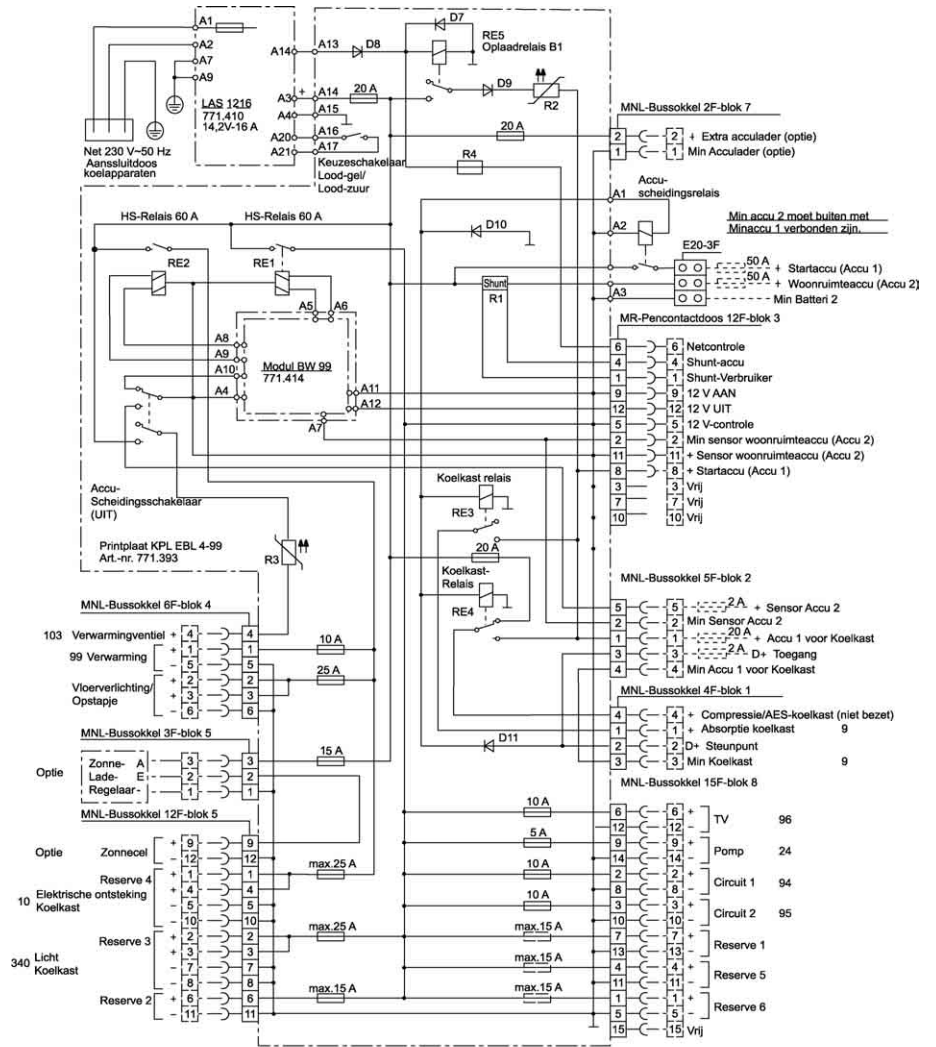 A1
A2
A7
A9
A14
A3
A4
A20
A21
LAS 1216
771.410
14,2V-16 A
Net 230 V~50 Hz
Aansluitdoos
koelapparaten
A13
D8
D7
RE5
Oplaadrelais B1
+ A14
20 A
A15
A16
A17
Keuzeschakelaar
Lood-gel/
Lood-zuur
D9
R2
20 A
R4
MNL-Bussokkel 2F-blok 7
2 2 + Extra acculader (optie)
1 1 Min Acculader (optie)
Accu-
scheidingsrelais
A1
A2
A3
Min accu 2 moet buiten met
Minaccu 1 verbonden zijn.
E20-3F
50 A + Startaccu (Accu 1)
50 A + Woonruimteaccu (Accu 2)
Min Batteri 2
HS-Relais 60 A
HS-Relais 60 A
RE2
RE1
D10
Shunt
R1
A5
A6
A8
A9
A10
A4
Modul BW 99
771.414
A11
A12
A7
MR-Pencontactdoos 12F-blok 3
6 6 Netcontrole
4 4 Shunt-accu
1 1 Shunt-Verbruiker
9 9 12 V AAN
12 12 12 V UIT
5 5 12 V-controle
2 2 Min sensor woonruimteaccu (Accu 2)
11 11 + Sensor woonruimteaccu (Accu 2)
8 8 + Startaccu (Accu 1)
3 3 Vrij
7 7 Vrij
10 10 Vrij
Accu-
Scheidingsschakelaar
(UIT)
Printplaat KPL EBL 4-99
Art.-nr. 771.393
R3
Koelkast relais
RE3
20 A
Koelkast-
Relais
RE4
D11
MNL-Bussokkel 5F-blok 2
5 5 2 A + Sensor Accu 2
2 2 Min Sensor Accu 2
1 1 20 A + Accu 1 voor Koelkast
3 3 2 A D+ Toegang
4 4 Min Accu 1 voor Koelkast
MNL-Bussokkel 4F-blok 1
4 4 + Compressie/AES-koelkast (niet bezet)
1 1 + Absorptie koelkast 9
2 2 D+ Steunpunt
3 3 Min Koelkast 9
MNL-Bussokkel 6F-blok 4
103 Verwarmingventiel + 4 4
99 Verwarming + 1 1 10 A
- 5 5
Vloerverlichting/
Opstapje
+ 2 2 25 A
+ 3 3
- 6 6
MNL-Bussokkel 3F-blok 5
Optie
Zonne- A 3 3 15 A
Lade- E 2 2
Regelaar - 1 1
MNL-Bussokkel 12F-blok 5
Optie Zonnecel + 9 9
- 12 12
Reserve 4 + 1 1 max.25 A
10 Elektrische ontsteking
Koelkast
+ 4 4
- 5 5
- 10 10
Reserve 3 + 2 2 max.25 A
+ 3 3
340 Licht
Koelkast
- 7 7
- 8 8
Reserve 2 + 6 6 max.15 A
- 11 11
MNL-Bussokkel 15F-blok 8
10 A 6 6 + TV 96
12 12 -
5 A 9 9 + Pomp 24
14 14 -
10 A 2 2 + Circuit 1 94
8 8 -
10 A 3 3 + Circuit 2 95
10 10 -
max.15 A 7 7 + Reserve 1
13 13 -
max.15 A 4 4 + Reserve 5
11 11 -
max.15 A 1 1 + Reserve 6
5 5 -
15 15 Vrij